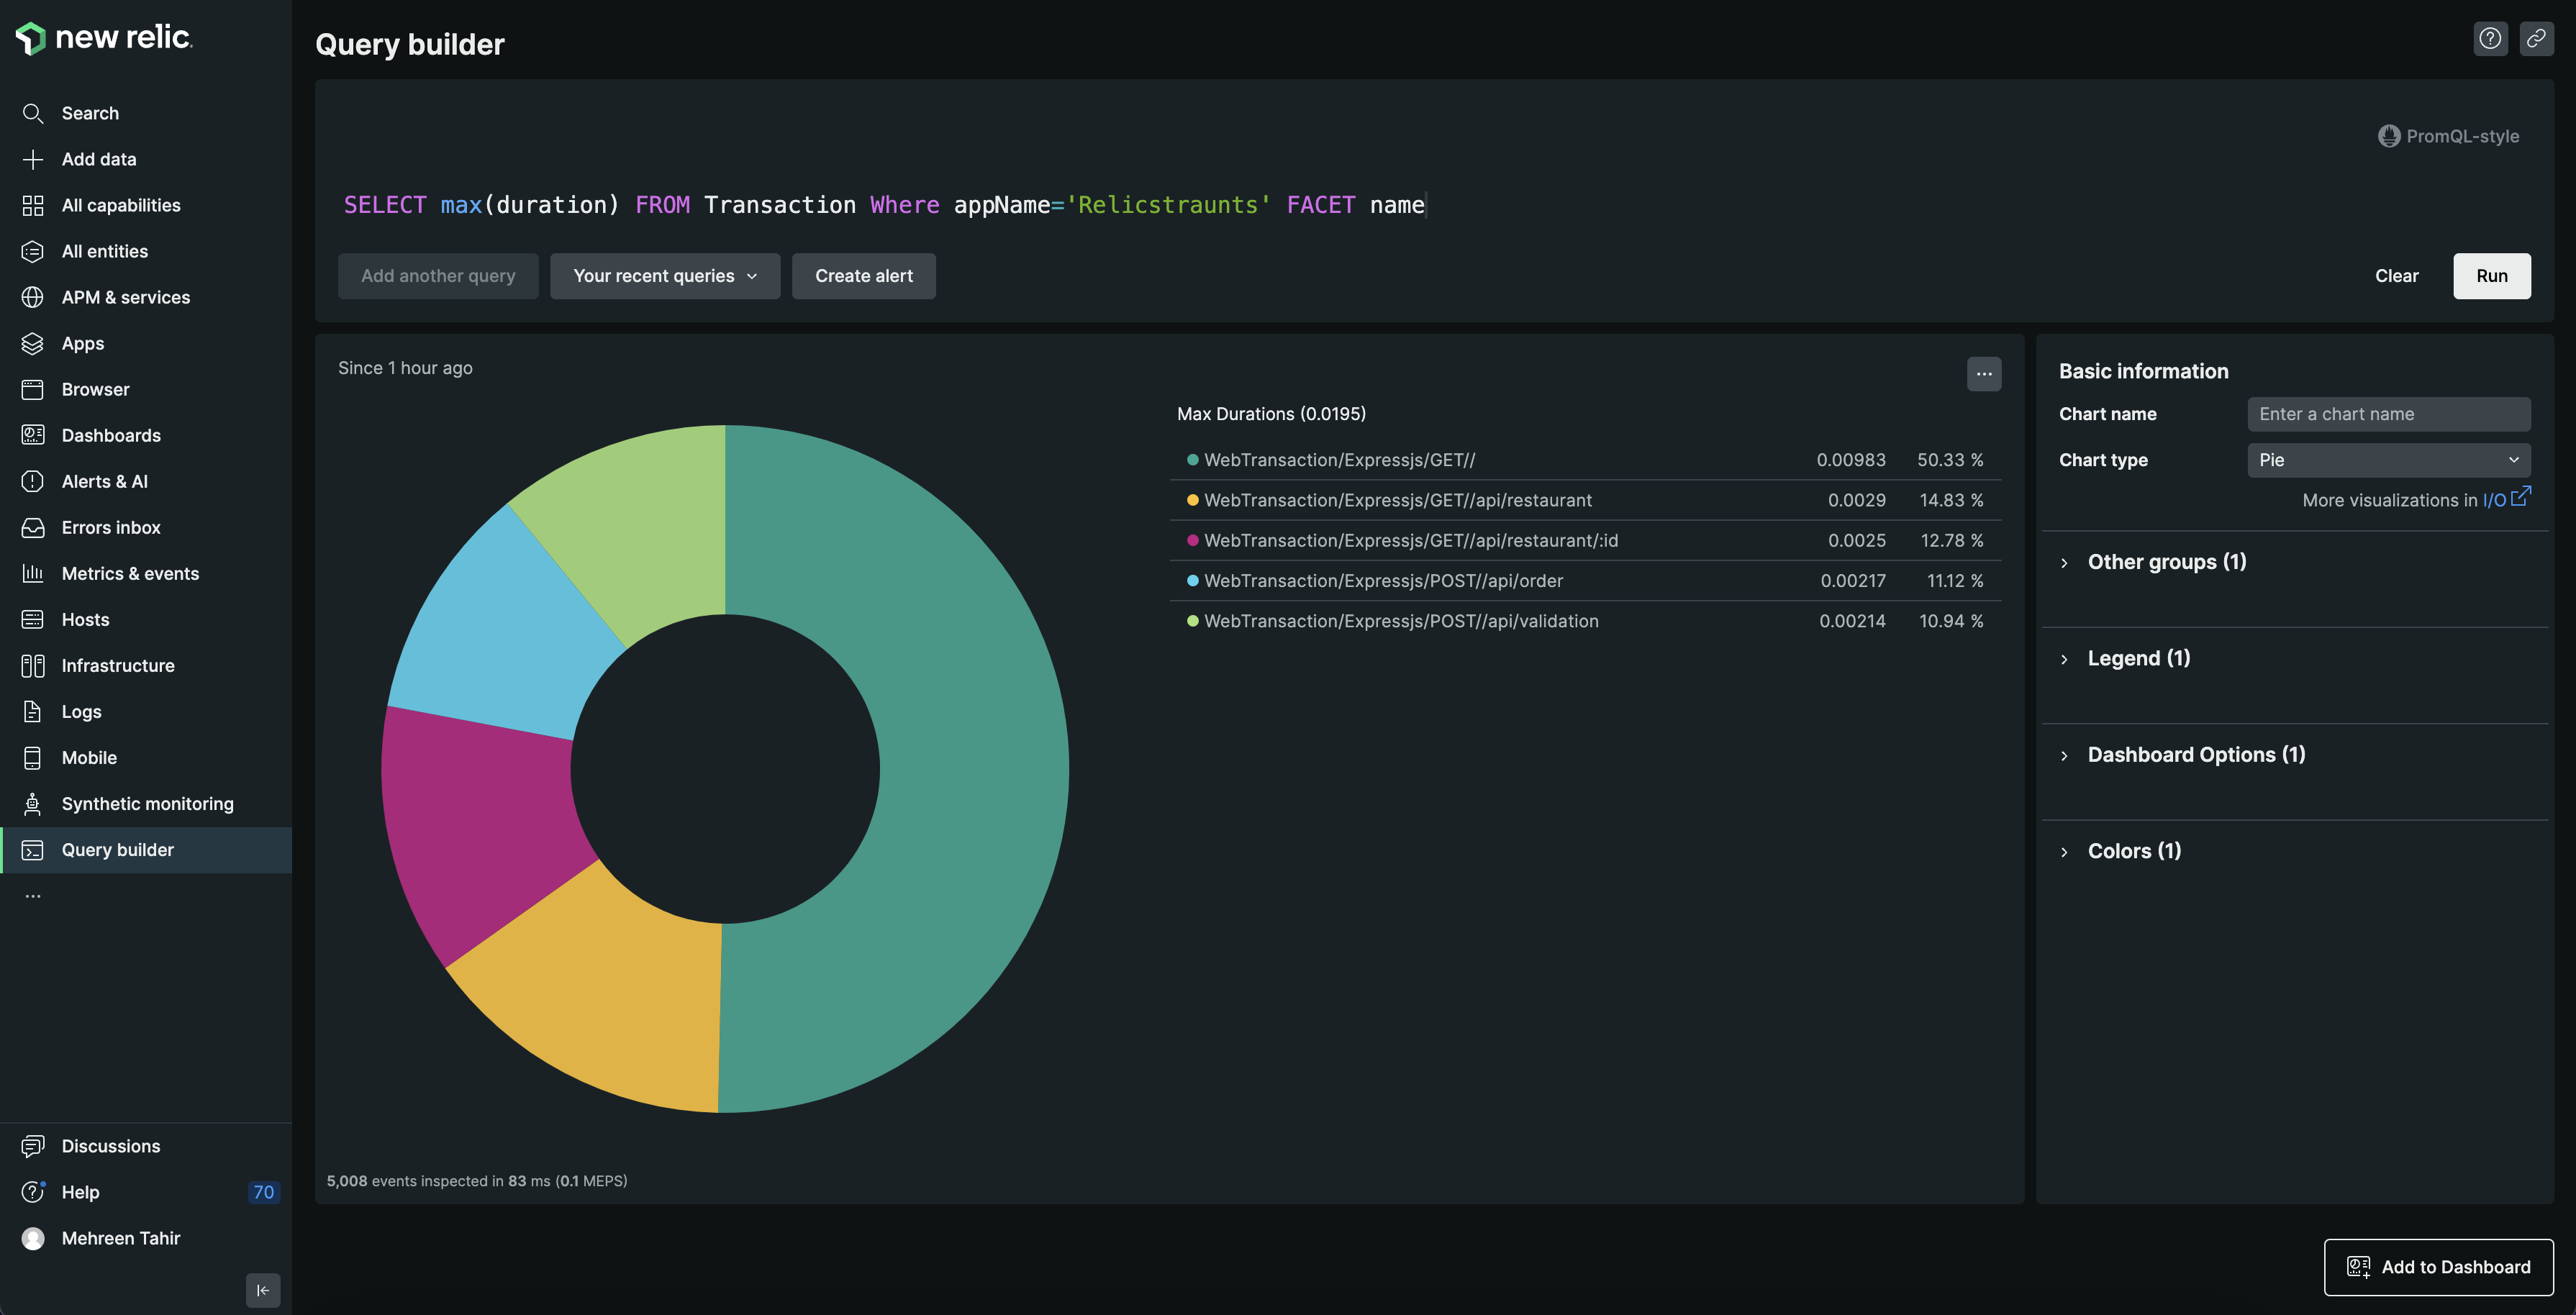 new relic.
Search
Add data
All capabilities
All entities
APM & services
Apps
Browser
Dashboards
Alerts & AI
Errors inbox
Metrics & events
Hosts
Infrastructure
Logs
Mobile
Synthetic monitoring
Query builder
...
Discussions
Help 70
Mehreen Tahir
Query builder
PromQL-style
SELECT max(duration) FROM Transaction Where appName='Relicstraunts' FACET name
Add another query Your recent queries Create alert Clear Run
Since 1 hour ago
...
Max Durations (0.0195)
WebTransaction/Expressjs/GET// 0.00983 50.33 %
WebTransaction/Expressjs/GET//api/restaurant 0.0029 14.83 %
WebTransaction/Expressjs/GET//api/restaurant/:id 0.0025 12.78 %
WebTransaction/Expressjs/POST//api/order 0.00217 11.12 %
WebTransaction/Expressjs/POST//api/validation 0.00214 10.94 %
5,008 events inspected in 83 ms (0.1 MEPS)
Basic information
Chart name Enter a chart name
Chart type Pie
More visualizations in I/O
Other groups (1)
Legend (1)
Dashboard Options (1)
Colors (1)
Add to Dashboard